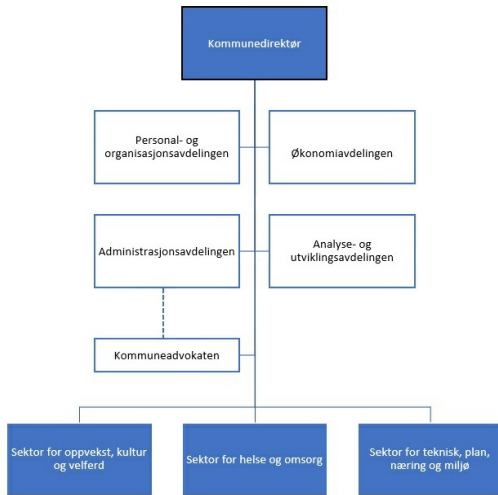 Kommunedirektør
Personal- og
organisasjonsavdelingen
Økonomiavdelingen
Administrasjonsavdelingen
Analyse- og
utviklingsavdelingen
Kommuneadvokaten
Sektor for oppvekst, kultur
og velferd
Sektor for helse og omsorg
Sektor for teknisk, plan,
næring og miljø